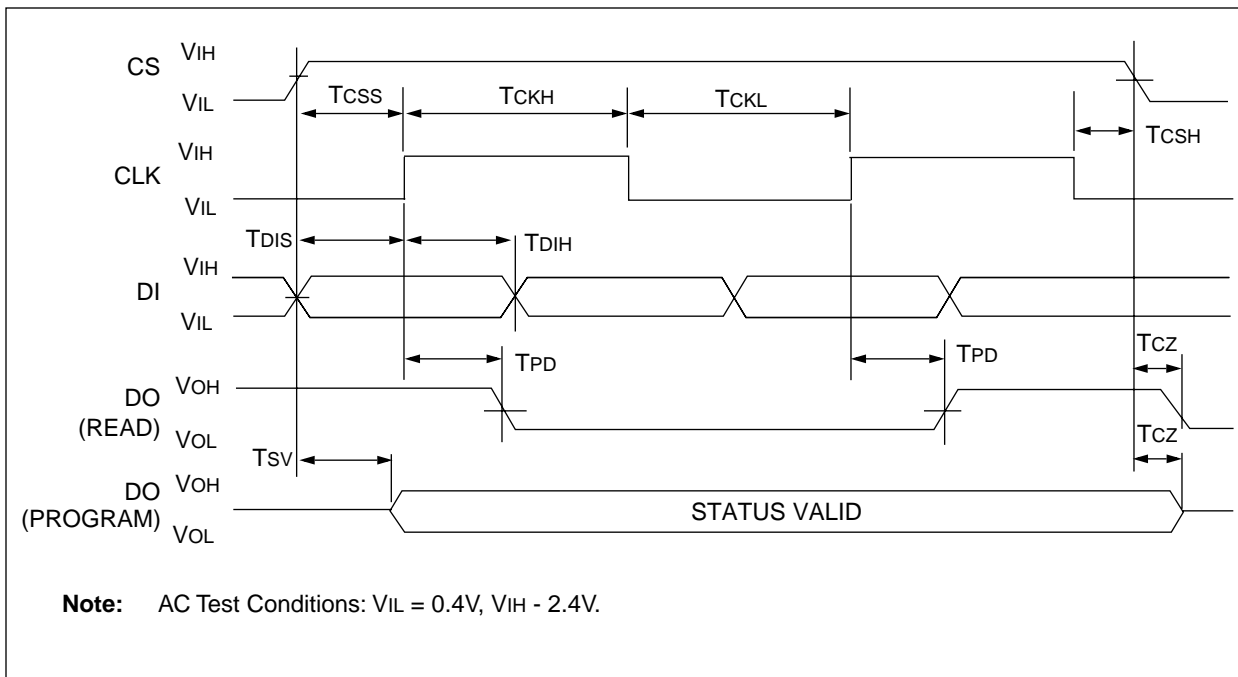 CS
VIH
VIL
TCSS
TCKH
TCKL
TCSH
CLK
VIH
VIL
TDIS
TDIH
DI
VIH
VIL
TPD
TPD
TCZ
DO
(READ)
VOH
VOL
TCZ
TSV
DO
(PROGRAM)
VOH
VOL
STATUS VALID
Note: AC Test Conditions: VIL = 0.4V, VIH - 2.4V.